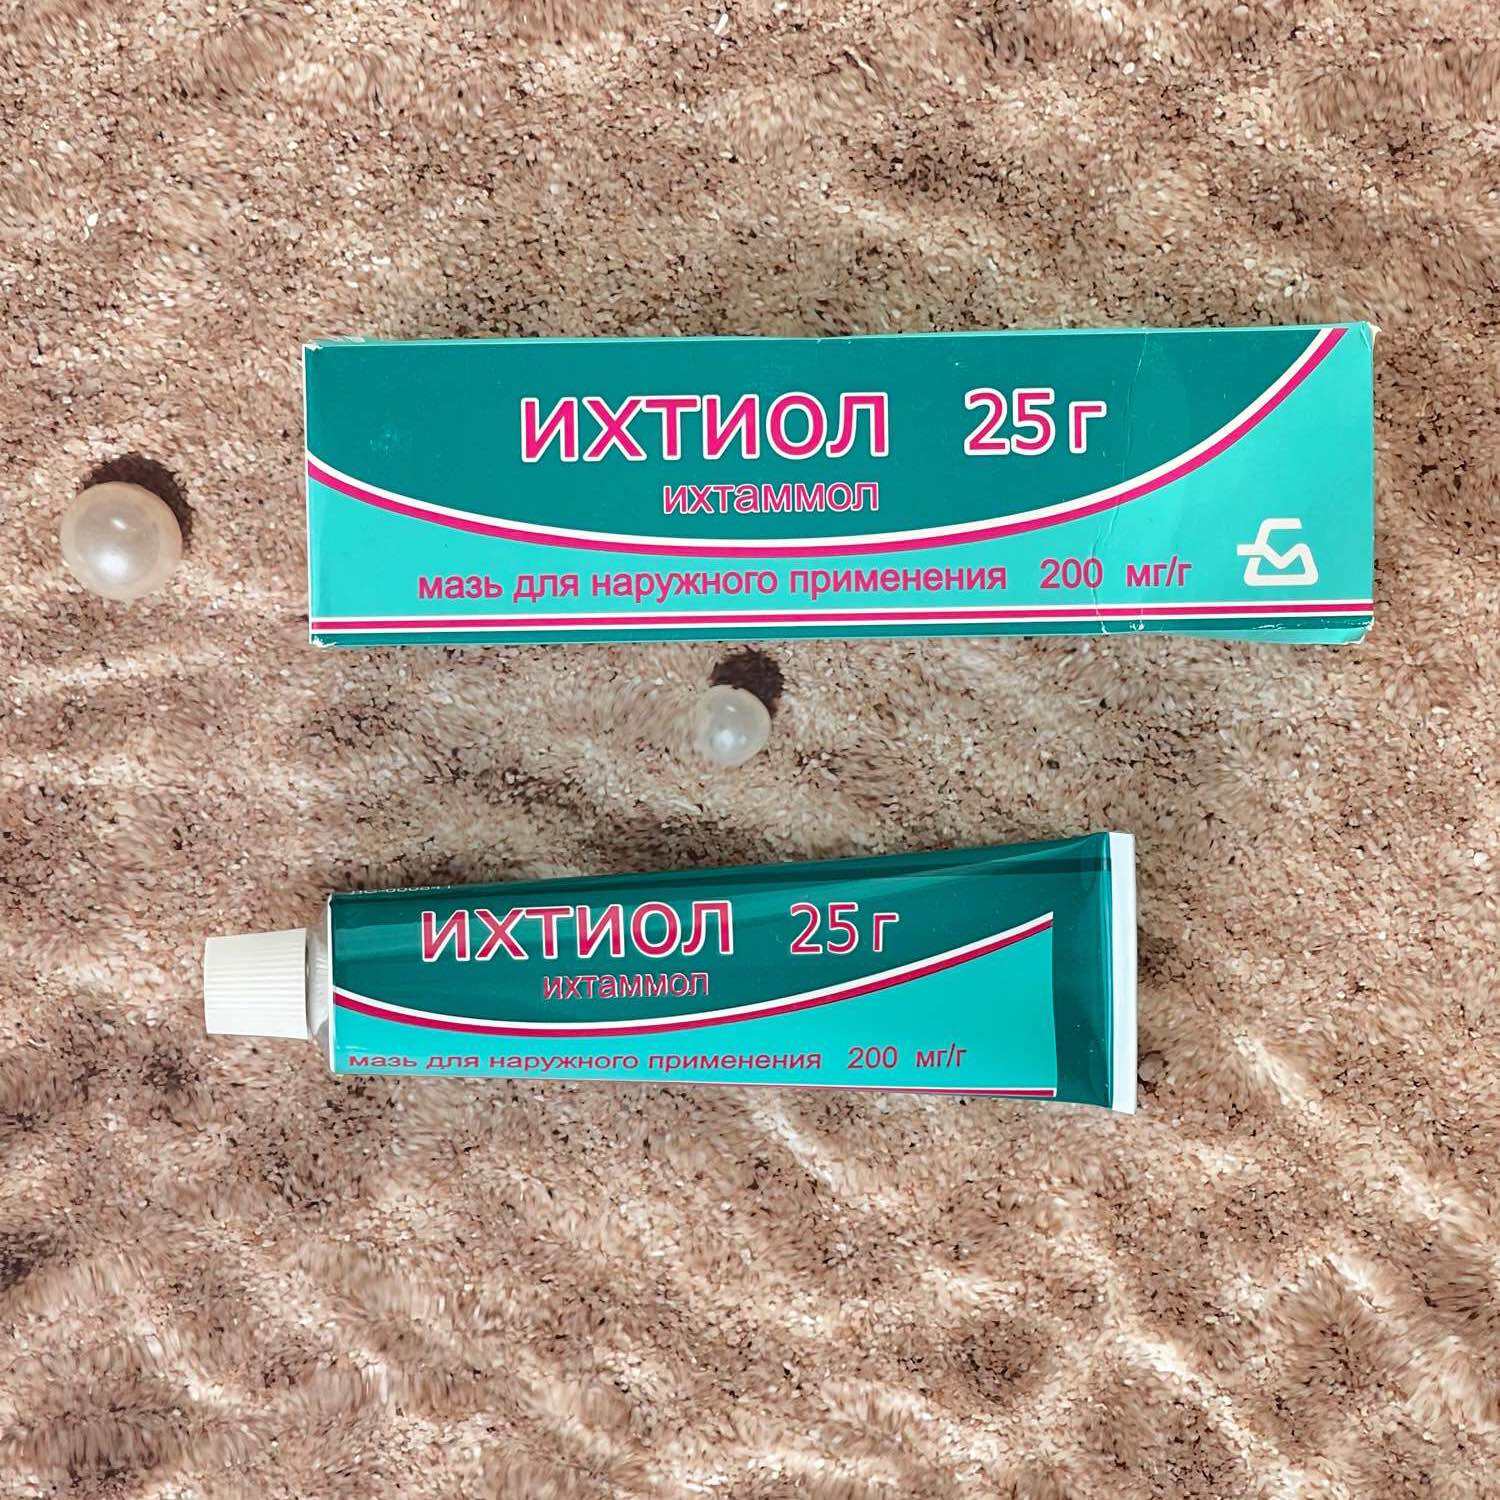 ИХТИОЛ 25 г
ихтаммол
мазь для наружного применения 200 мг/г
ИХТИОЛ 25 г
ихтаммол
мазь для наружного применения 200 мг/г